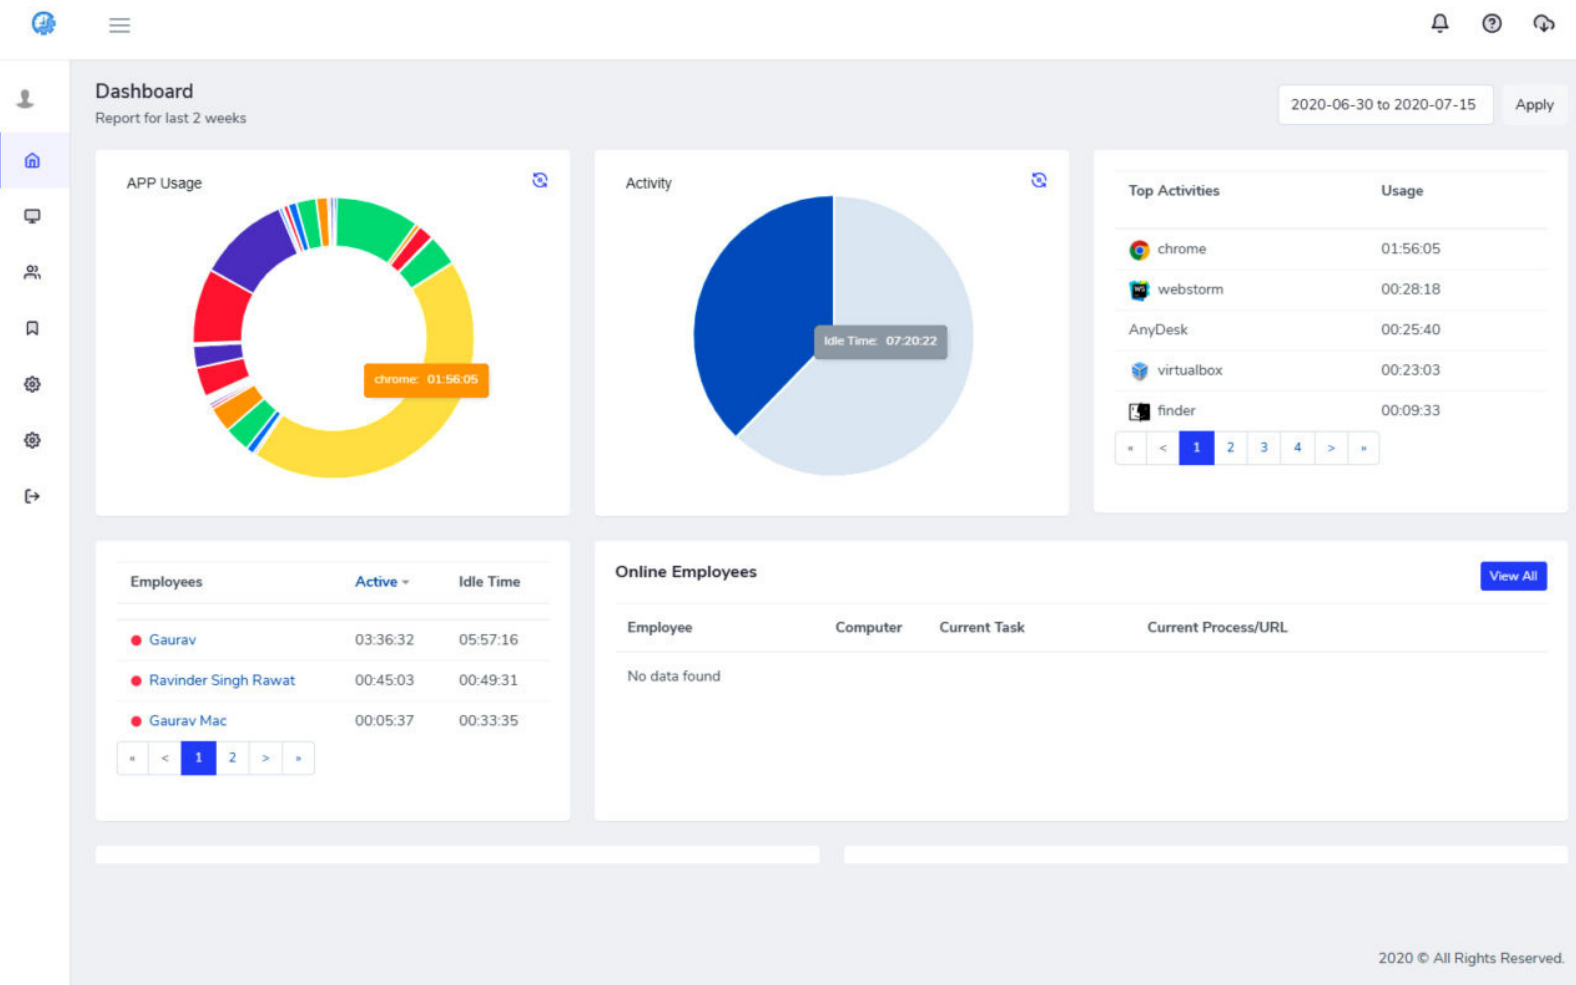 Dashboard
Report for last 2 weeks
2020-06-30 to 2020-07-15 Apply
APP Usage
chrome: 01:56:05
Activity
Idle Time: 07:20:22
Top Activities Usage
chrome 01:56:05
WS webstorm 00:28:18
AnyDesk 00:25:40
virtualbox 00:23:03
finder 00:09:33
« < 1 2 3 4 > »
Employees Active Idle Time
Gaurav 03:36:32 05:57:16
Ravinder Singh Rawat 00:45:03 00:49:31
Gaurav Mac 00:05:37 00:33:35
« < 1 2 > »
Online Employees View All
Employee Computer Current Task Current Process/URL
No data found
2020 © All Rights Reserved.